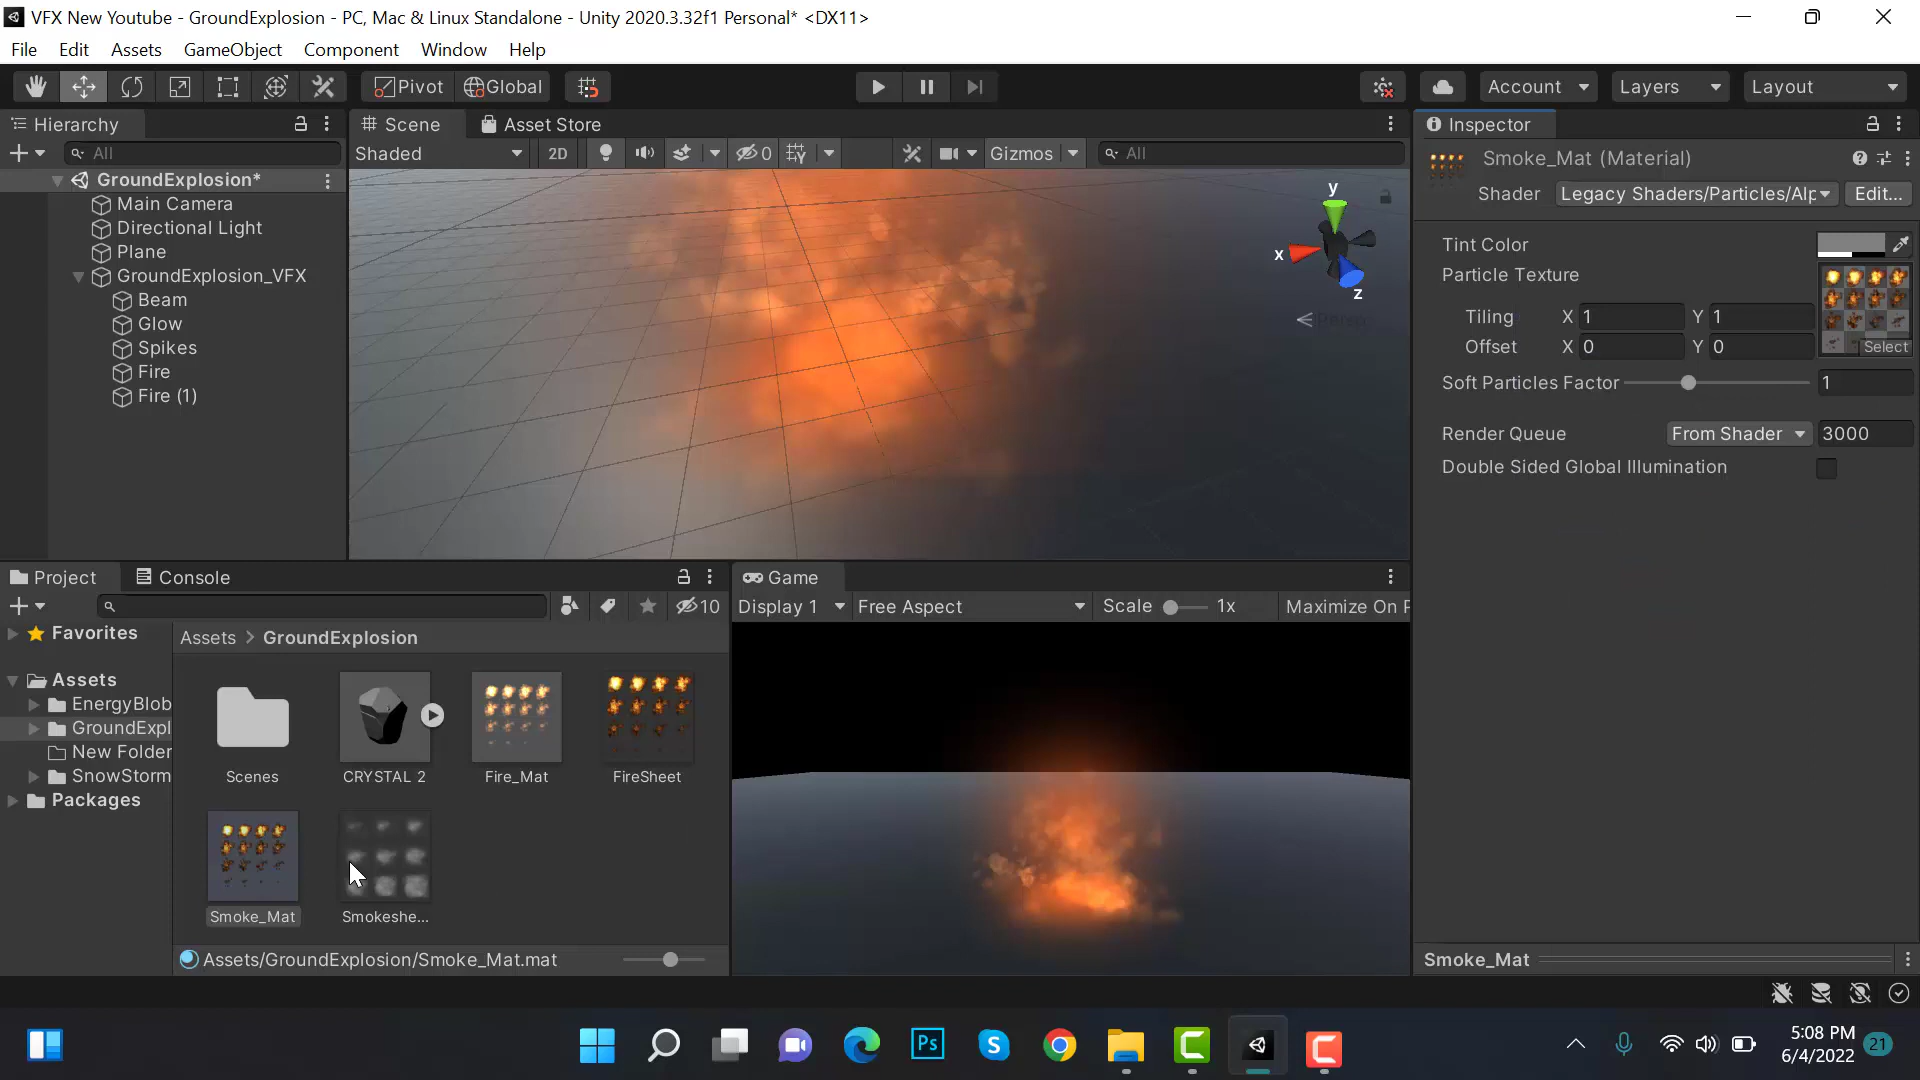 VFX New Youtube - GroundExplosion - PC, Mac & Linux Standalone - Unity 2020.3.32f1 Personal* <DX11>
File Edit Assets GameObject Component Window Help
Pivot Global Account Layers Layout
Hierarchy
All
GroundExplosion*
Main Camera
Directional Light
Plane
GroundExplosion_VFX
Beam
Glow
Spikes
Fire
Fire (1)
Scene Asset Store
Shaded 2D 0 Gizmos All
y
x
z
Persp
Inspector
Smoke_Mat (Material)
Shader Legacy Shaders/Particles/Alp Edit...
Tint Color
Particle Texture
Tiling X 1 Y 1
Offset X 0 Y 0
Select
Soft Particles Factor 1
Render Queue From Shader 3000
Double Sided Global Illumination
Smoke_Mat
Project Console
10
Favorites
Assets
EnergyBlob
GroundExpl
New Folder
SnowStorm
Packages
Assets > GroundExplosion
Scenes CRYSTAL 2 Fire_Mat FireSheet
Smoke_Mat Smokeshe...
Assets/GroundExplosion/Smoke_Mat.mat
Game
Display 1 Free Aspect Scale 1x Maximize On P
Ps
S
5:08 PM
6/4/2022
21